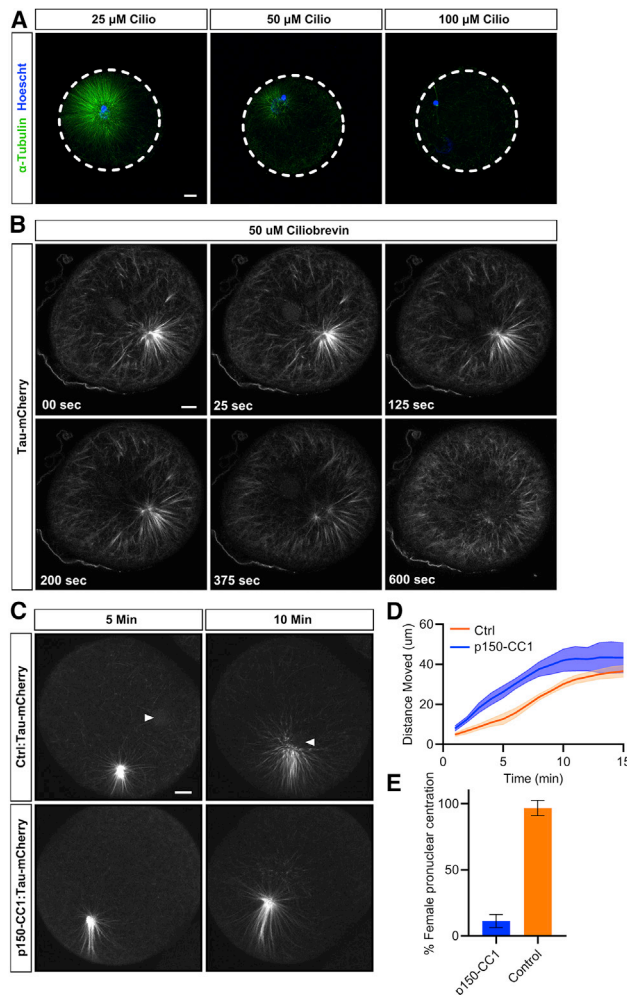 A
25 µM Cilio
50 µM Cilio
100 µM Cilio
α-Tubulin Hoescht
B
50 uM Ciliobrevin
Tau-mCherry
00 sec
25 sec
125 sec
200 sec
375 sec
600 sec
C
5 Min
10 Min
Ctrl:Tau-mCherry
p150-CC1:Tau-mCherry
D
Distance Moved (um)
60
40
20
0
Ctrl
p150-CC1
0
5
10
15
Time (min)
E
% Female pronuclear centration
100
50
0
p150-CC1
Control